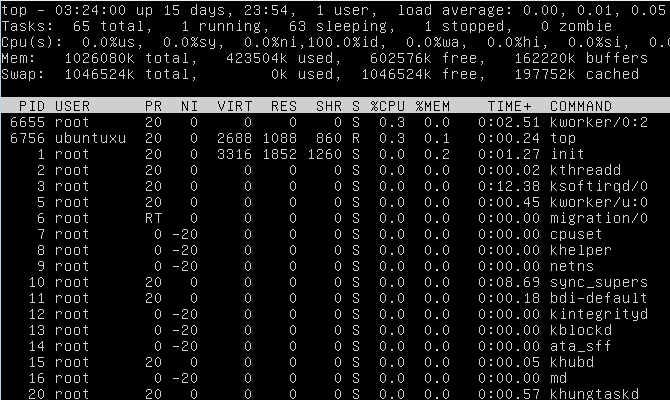 top - 03:24:00 up 15 days, 23:54,  1 user,  load average: 0.00, 0.01, 0.05
Tasks:  65 total,   1 running,  63 sleeping,   1 stopped,   0 zombie
Cpu(s):  0.0%us,  0.0%sy,  0.0%ni,100.0%id,  0.0%wa,  0.0%hi,  0.0%si,  0.0
Mem:   1026080k total,   423504k used,   602576k free,   162220k buffers
Swap:  1046524k total,        0k used,  1046524k free,   197752k cached
  PID USER      PR  NI  VIRT  RES  SHR S %CPU %MEM    TIME+  COMMAND
 6655 root      20   0     0    0    0 S  0.3  0.0   0:02.51 kworker/0:2
 6756 ubuntuxu  20   0  2688 1088  860 R  0.3  0.1   0:00.24 top
    1 root      20   0  3316 1852 1260 S  0.0  0.2   0:01.27 init
    2 root      20   0     0    0    0 S  0.0  0.0   0:00.02 kthreadd
    3 root      20   0     0    0    0 S  0.0  0.0   0:12.38 ksoftirqd/0
    5 root      20   0     0    0    0 S  0.0  0.0   0:00.45 kworker/u:0
    6 root      RT   0     0    0    0 S  0.0  0.0   0:00.00 migration/0
    7 root       0 -20     0    0    0 S  0.0  0.0   0:00.00 cpuset
    8 root       0 -20     0    0    0 S  0.0  0.0   0:00.00 khelper
    9 root       0 -20     0    0    0 S  0.0  0.0   0:00.00 netns
   10 root      20   0     0    0    0 S  0.0  0.0   0:08.69 sync_supers
   11 root      20   0     0    0    0 S  0.0  0.0   0:00.18 bdi-default
   12 root       0 -20     0    0    0 S  0.0  0.0   0:00.00 kintegrityd
   13 root       0 -20     0    0    0 S  0.0  0.0   0:00.00 kblockd
   14 root       0 -20     0    0    0 S  0.0  0.0   0:00.00 ata_sff
   15 root      20   0     0    0    0 S  0.0  0.0   0:00.05 khubd
   16 root       0 -20     0    0    0 S  0.0  0.0   0:00.00 md
   20 root      20   0     0    0    0 S  0.0  0.0   0:00.57 khungtaskd